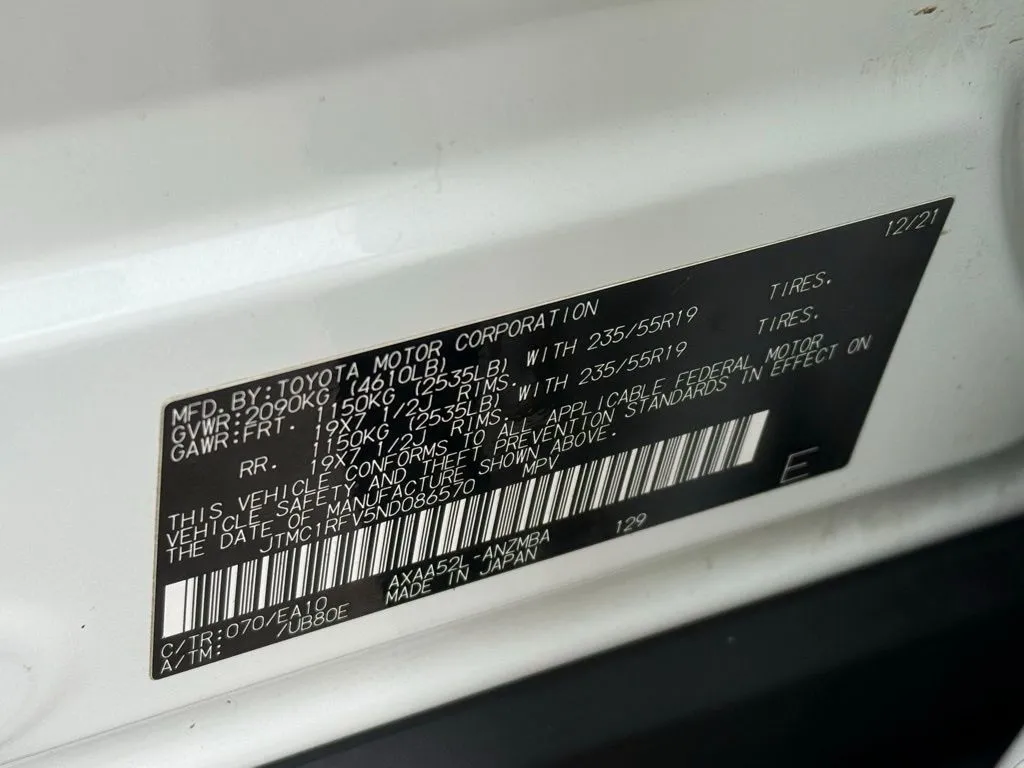 12/21
MFD.BY:TOYOTA MOTOR CORPORATION
GVWR:2090KG (4610LB)
GAWR:FRT. 1150KG (2535LB) WITH 235/55R19 TIRES.
19X7 1/2J RIMS.
RR. 1150KG (2535LB) WITH 235/55R19 TIRES.
19X7 1/2J RIMS.
THIS VEHICLE CONFORMS TO ALL APPLICABLE FEDERAL MOTOR
VEHICLE SAFETY AND THEFT PREVENTION STANDARDS IN EFFECT ON
THE DATE OF MANUFACTURE SHOWN ABOVE.
JTMC1RFV5ND086570 MPV
E
C/TR:070/EA10 AXAA52L-ANZMBA 129
A/TM: /UB80E MADE IN JAPAN